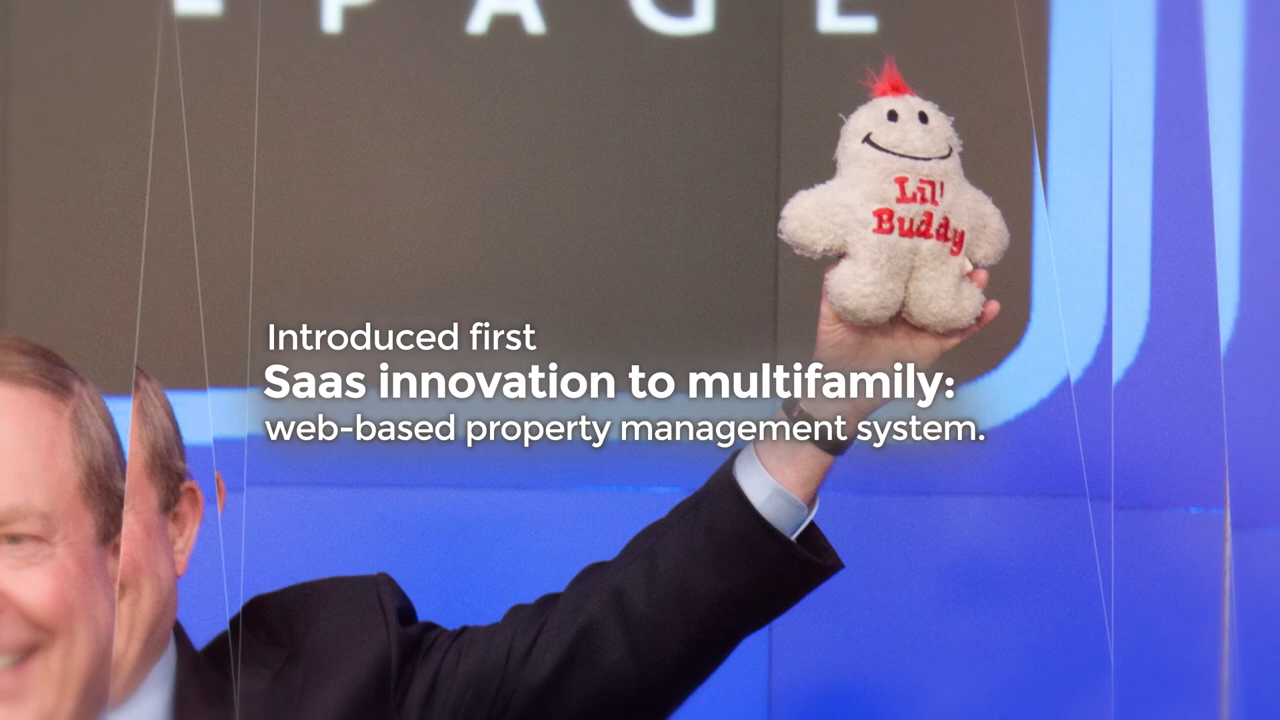 PAGE
Lil'
Buddy
Introduced first
Saas innovation to multifamily:
web-based property management system.